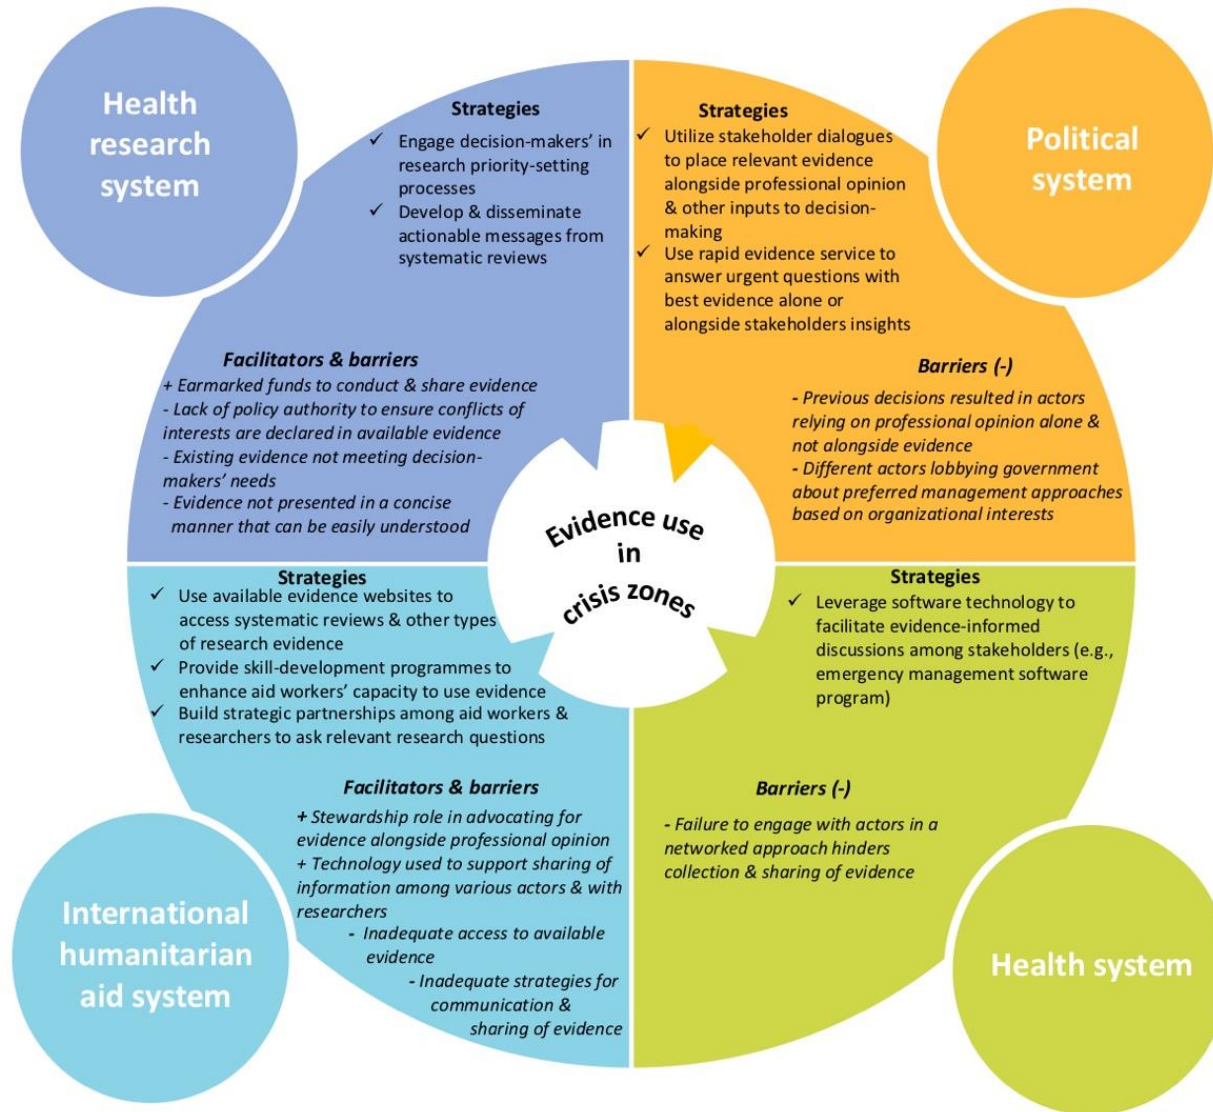 Health
research
system
Strategies
✓ Engage decision-makers’ in
research priority-setting
processes
✓ Develop & disseminate
actionable messages from
systematic reviews
Facilitators & barriers
+ Earmarked funds to conduct & share evidence
- Lack of policy authority to ensure conflicts of
interests are declared in available evidence
- Existing evidence not meeting decision-
makers’ needs
- Evidence not presented in a concise
manner that can be easily understood
Political
system
Strategies
✓ Utilize stakeholder dialogues
to place relevant evidence
alongside professional opinion
& other inputs to decision-
making
✓ Use rapid evidence service to
answer urgent questions with
best evidence alone or
alongside stakeholders insights
Barriers (-)
- Previous decisions resulted in actors
relying on professional opinion alone &
not alongside evidence
- Different actors lobbying government
about preferred management approaches
based on organizational interests
Evidence use
in
crisis zones
Strategies
✓ Use available evidence websites to
access systematic reviews & other types
of research evidence
✓ Provide skill-development programmes to
enhance aid workers’ capacity to use evidence
✓ Build strategic partnerships among aid workers &
researchers to ask relevant research questions
Facilitators & barriers
+ Stewardship role in advocating for
evidence alongside professional opinion
+ Technology used to support sharing of
information among various actors & with
researchers
- Inadequate access to available
evidence
- Inadequate strategies for
communication &
sharing of evidence
International
humanitarian
aid system
Strategies
✓ Leverage software technology to
facilitate evidence-informed
discussions among stakeholders (e.g.,
emergency management software
program)
Barriers (-)
- Failure to engage with actors in a
networked approach hinders
collection & sharing of evidence
Health system